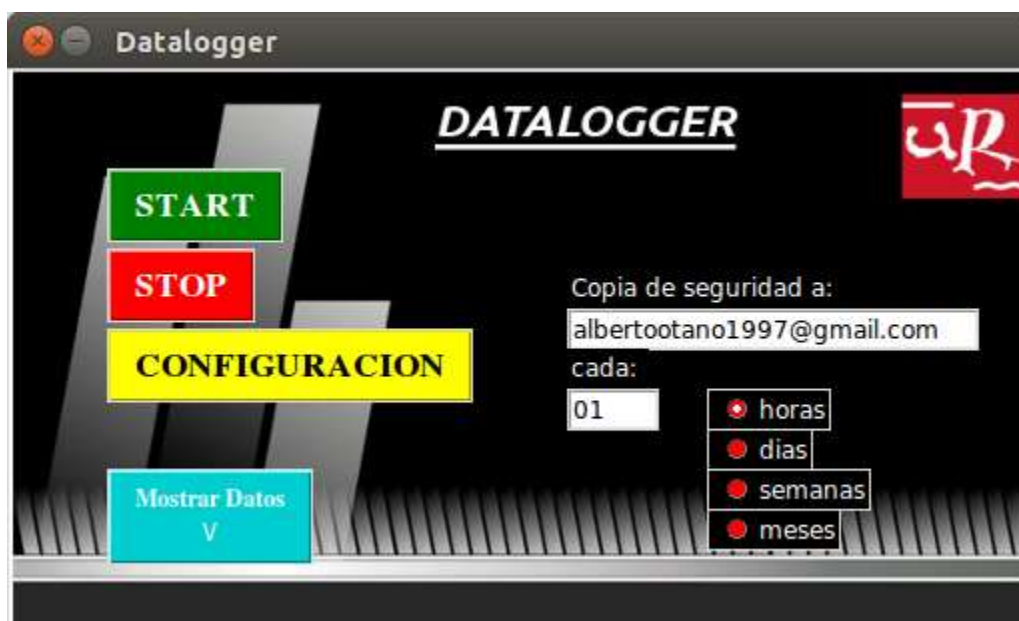 Datalogger
DATALOGGER
uR
START
STOP
CONFIGURACION
Mostrar Datos
V
Copia de seguridad a:
albertootano1997@gmail.com
cada:
01
horas
dias
semanas
meses